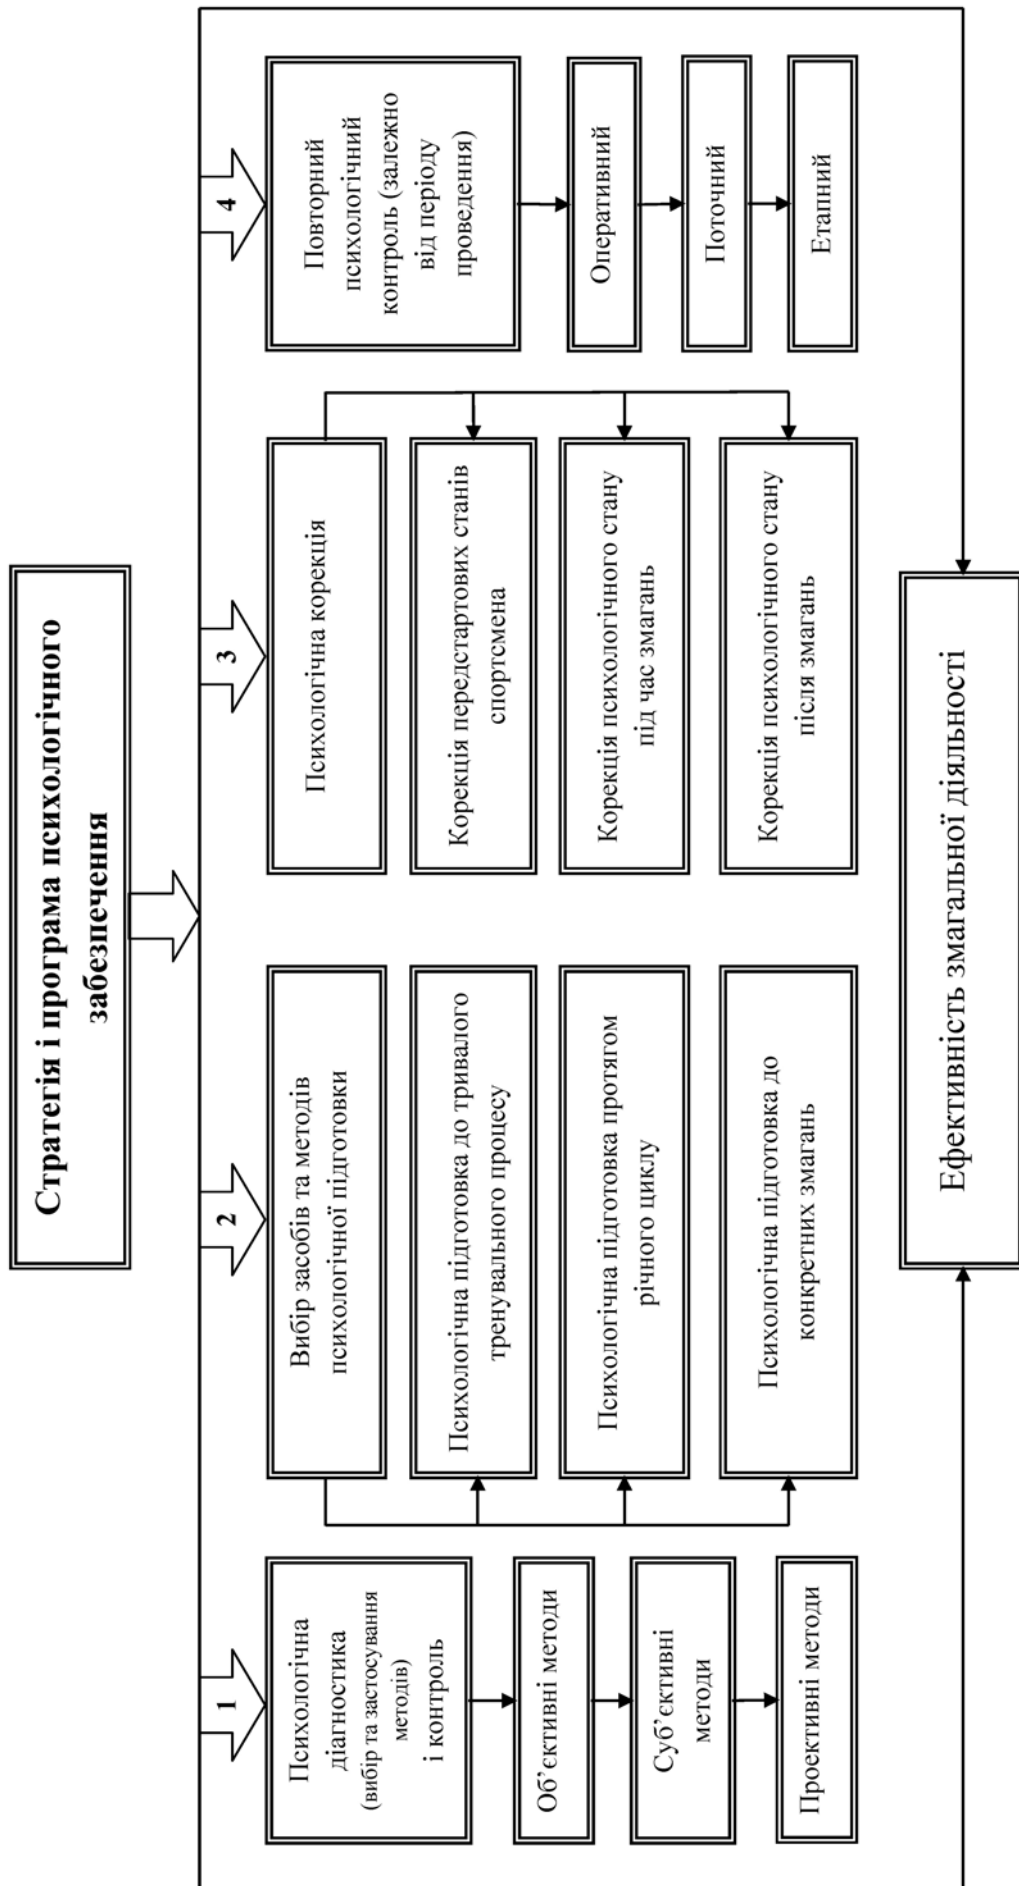 Стратегія і програма психологічного
забезпечення
1
Психологічна
діагностика
(вибір та застосування
методів)
і контроль
Об’єктивні методи
Суб’єктивні
методи
Проективні методи
2
Вибір засобів та методів
психологічної підготовки
Психологічна підготовка до тривалого
тренувального процесу
Психологічна підготовка протягом
річного циклу
Психологічна підготовка до
конкретних змагань
3
Психологічна корекція
Корекція передстартових станів
спортсмена
Корекція психологічного стану
під час змагань
Корекція психологічного стану
після змагань
4
Повторний
психологічний
контроль (залежно
від періоду
проведення)
Оперативний
Поточний
Етапний
Ефективність змагальної діяльності